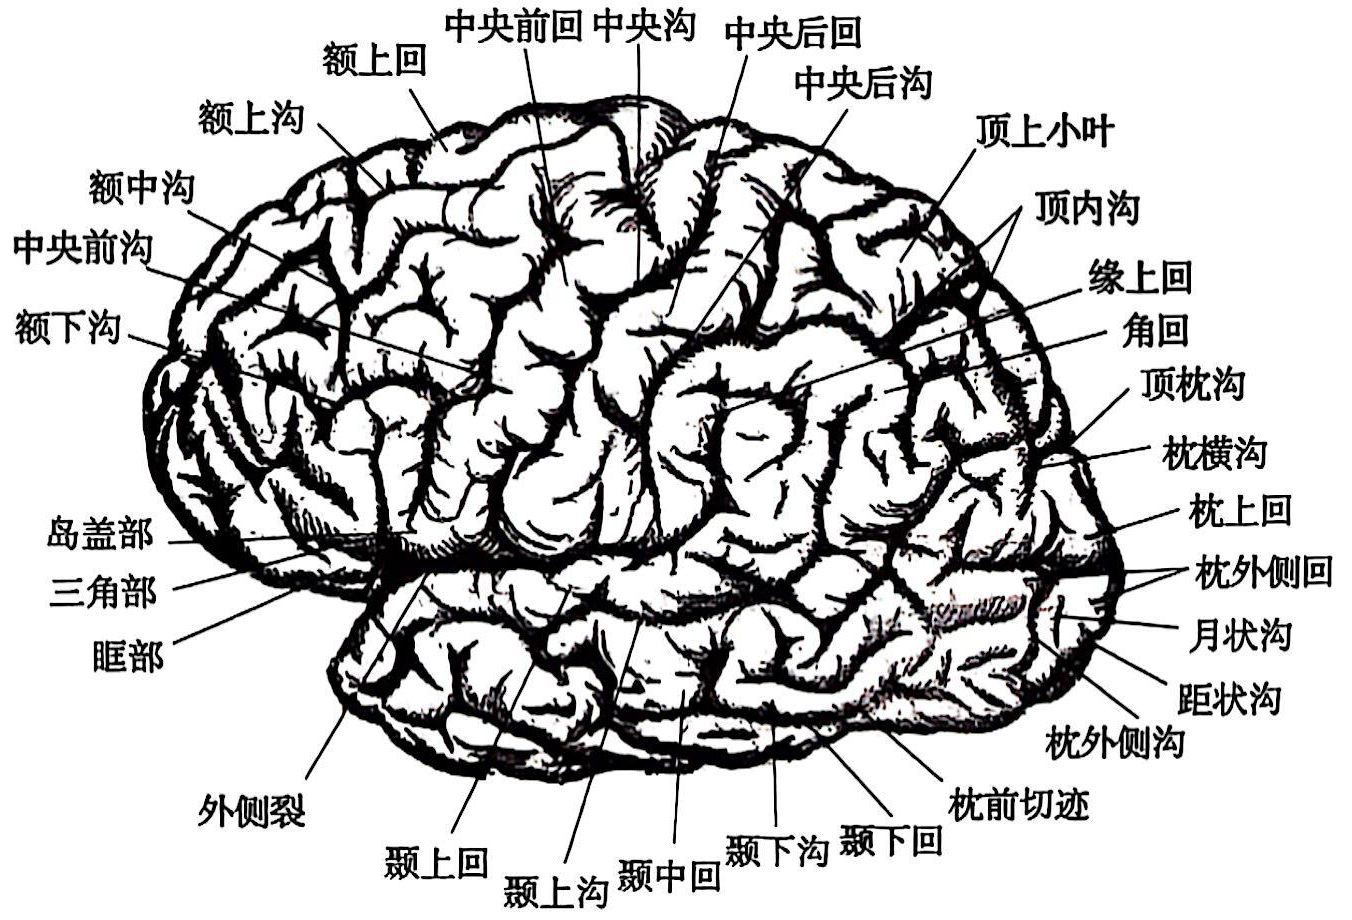 中央前回
中央沟
中央后回
额上回
中央后沟
额上沟
顶上小叶
额中沟
顶内沟
中央前沟
缘上回
额下沟
角回
顶枕沟
枕横沟
枕上回
岛盖部
枕外侧回
三角部
月状沟
眶部
距状沟
枕外侧沟
外侧裂
枕前切迹
颞上回
颞上沟
颞中回
颞下沟
颞下回